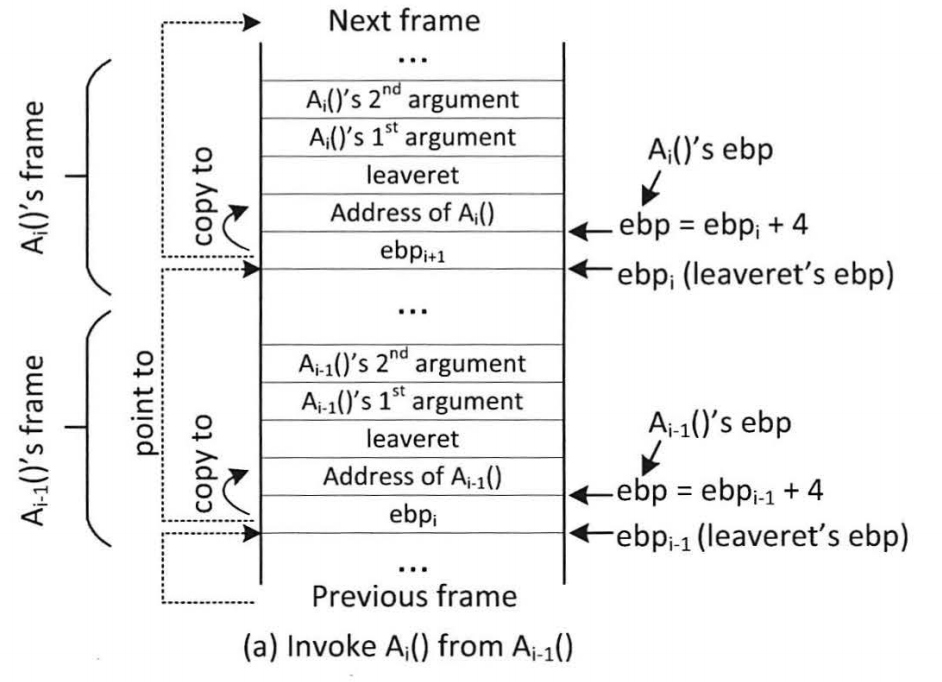 Next frame
...
Aᵢ()'s 2ⁿᵈ argument
Aᵢ()'s 1ˢᵗ argument
leaveret
Address of Aᵢ()
ebpᵢ₊₁
...
Aᵢ₋₁()'s 2ⁿᵈ argument
Aᵢ₋₁()'s 1ˢᵗ argument
leaveret
Address of Aᵢ₋₁()
ebpᵢ
...
Previous frame
Aᵢ()'s frame
Aᵢ₋₁()'s frame
point to
copy to
copy to
Aᵢ()'s ebp
ebp = ebpᵢ + 4
ebpᵢ (leaveret's ebp)
Aᵢ₋₁()'s ebp
ebp = ebpᵢ₋₁ + 4
ebpᵢ₋₁ (leaveret's ebp)
(a) Invoke Aᵢ() from Aᵢ₋₁()